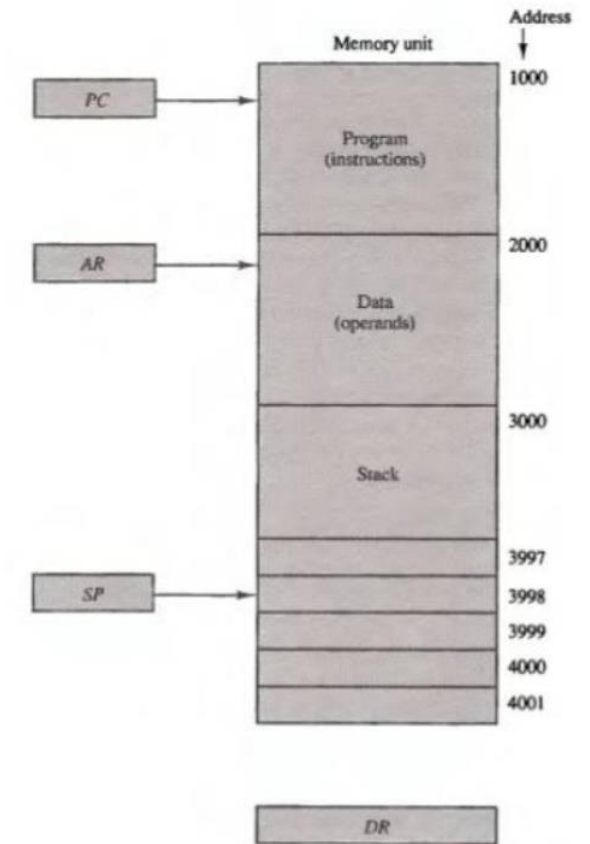 Address
Memory unit
1000
PC
Program
(instructions)
2000
AR
Data
(operands)
3000
Stack
3997
SP
3998
3999
4000
4001
DR